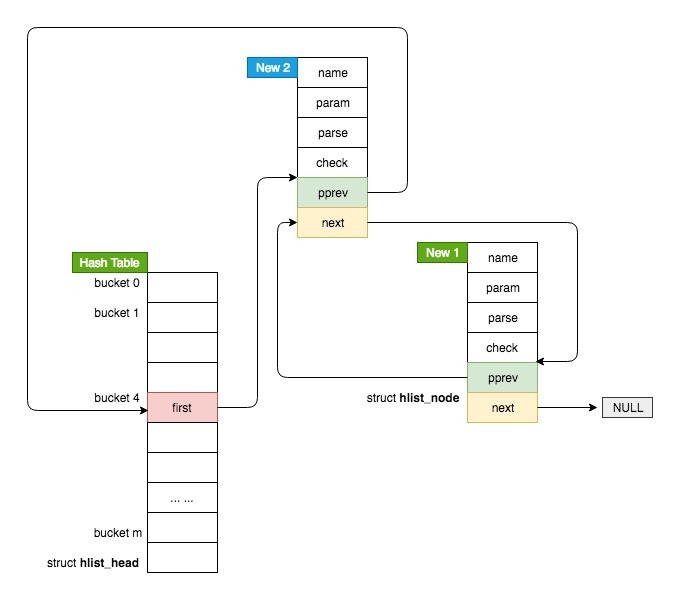 New 2
name
param
parse
check
pprev
next
New 1
name
param
parse
check
pprev
next
struct hlist_node
NULL
Hash Table
bucket 0
bucket 1
bucket 4
first
... ...
bucket m
struct hlist_head